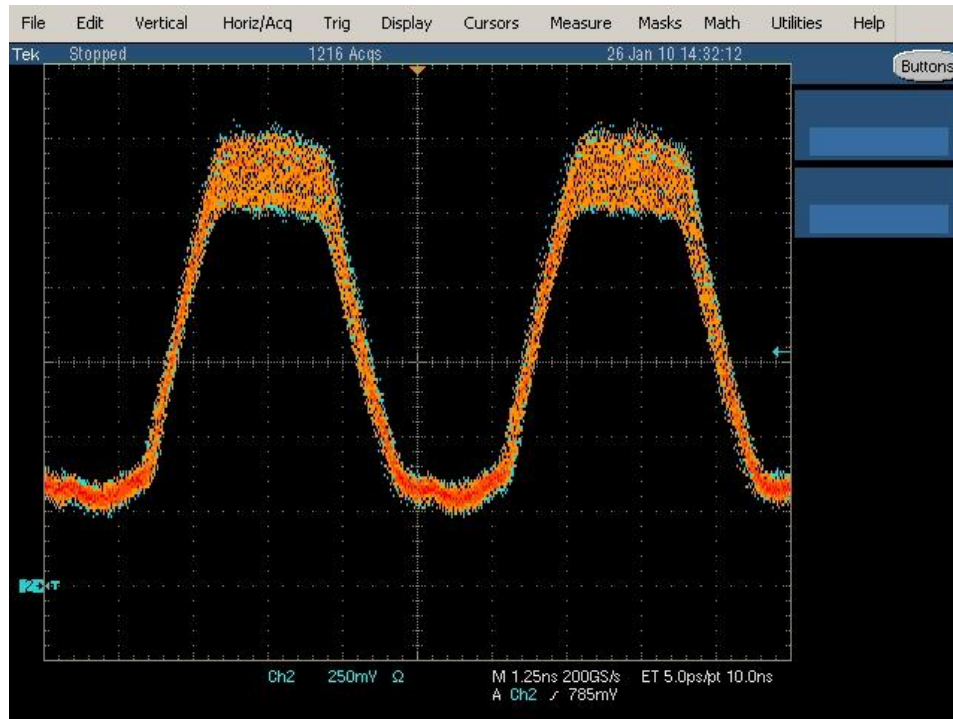 File Edit Vertical Horiz/Acq Trig Display Cursors Measure Masks Math Utilities Help
Tek Stopped 1216 Acqs 26 Jan 10 14:32:12
Buttons
2 T
Ch2 250mV Ω M 1.25ns 200GS/s ET 5.0ps/pt 10.0ns
A Ch2 ∕ 785mV